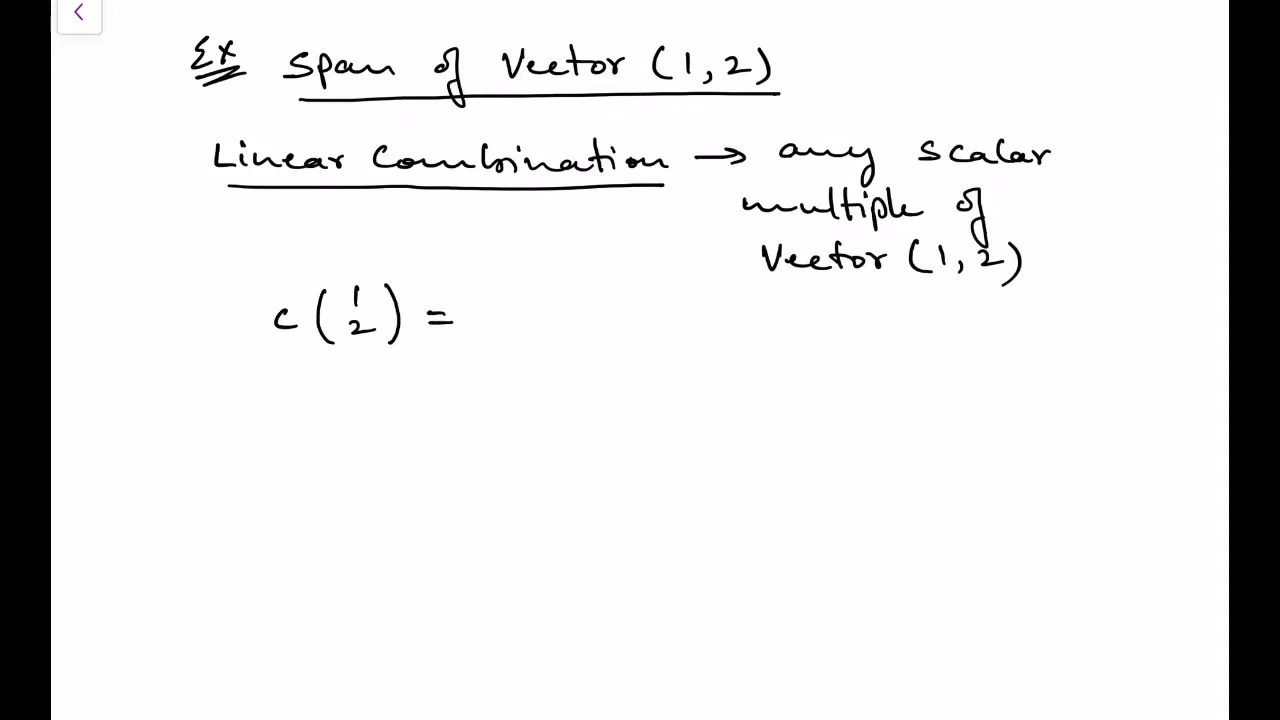 Ex Span of Vector (1, 2)
Linear Combination → any scalar
multiple of
Vector (1, 2)
c (1 2) =